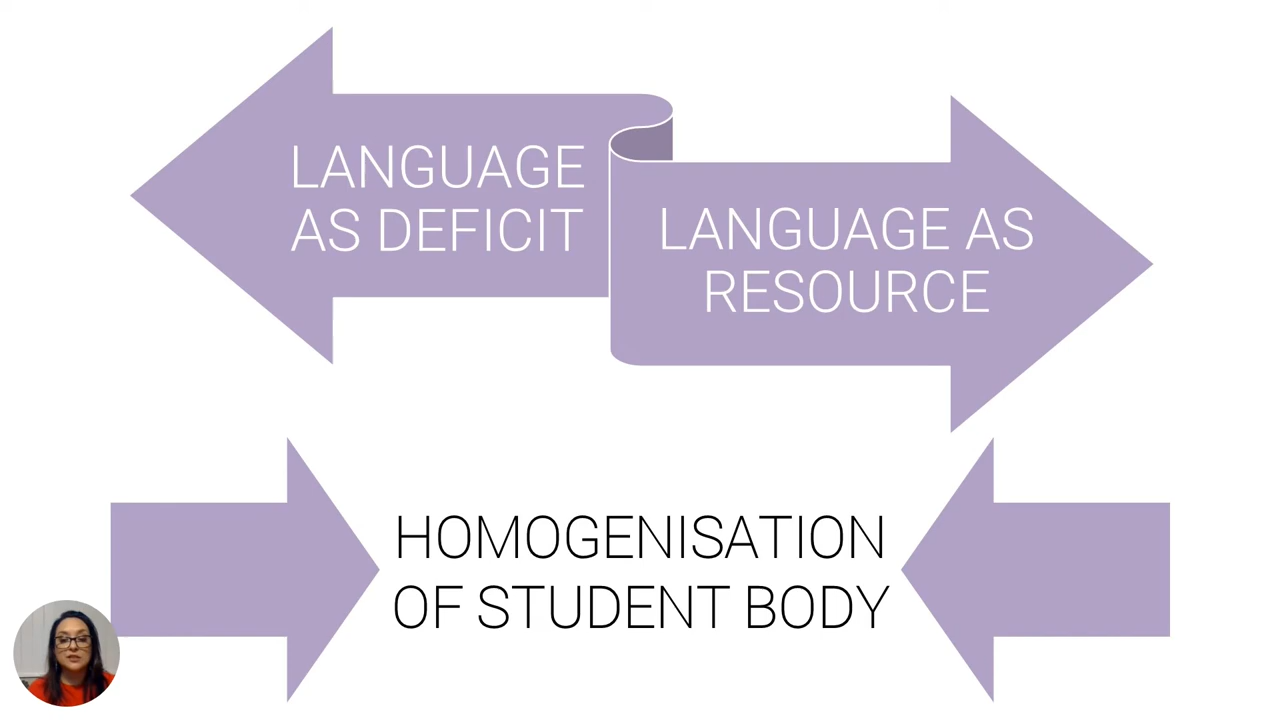 LANGUAGE
AS DEFICIT
LANGUAGE AS
RESOURCE
HOMOGENISATION
OF STUDENT BODY